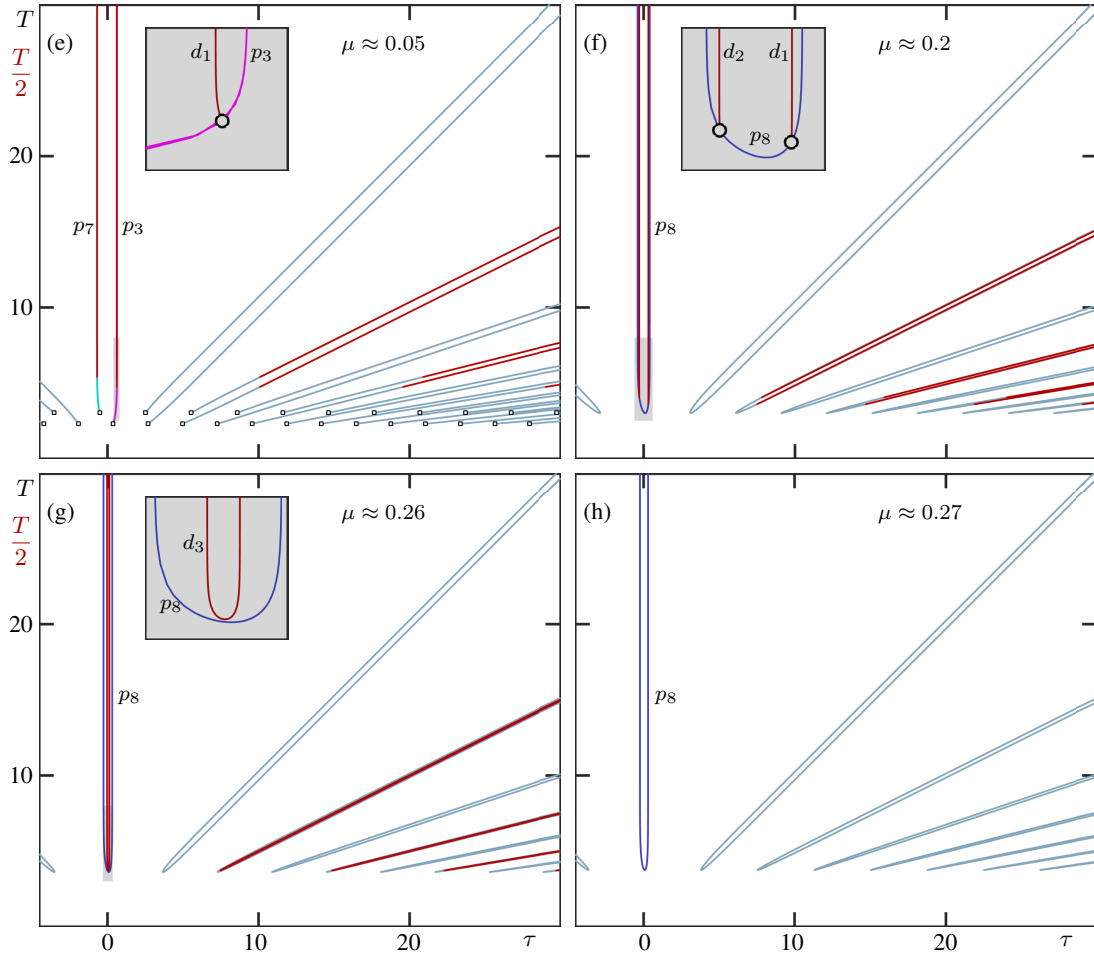 T
T/2
(e)
d₁
p₃
μ ≈ 0.05
20
p₇
p₃
10
(f)
d₂
d₁
p₈
μ ≈ 0.2
p₈
T
T/2
(g)
d₃
p₈
μ ≈ 0.26
20
p₈
10
0
10
20
τ
(h)
μ ≈ 0.27
p₈
0
10
20
τ